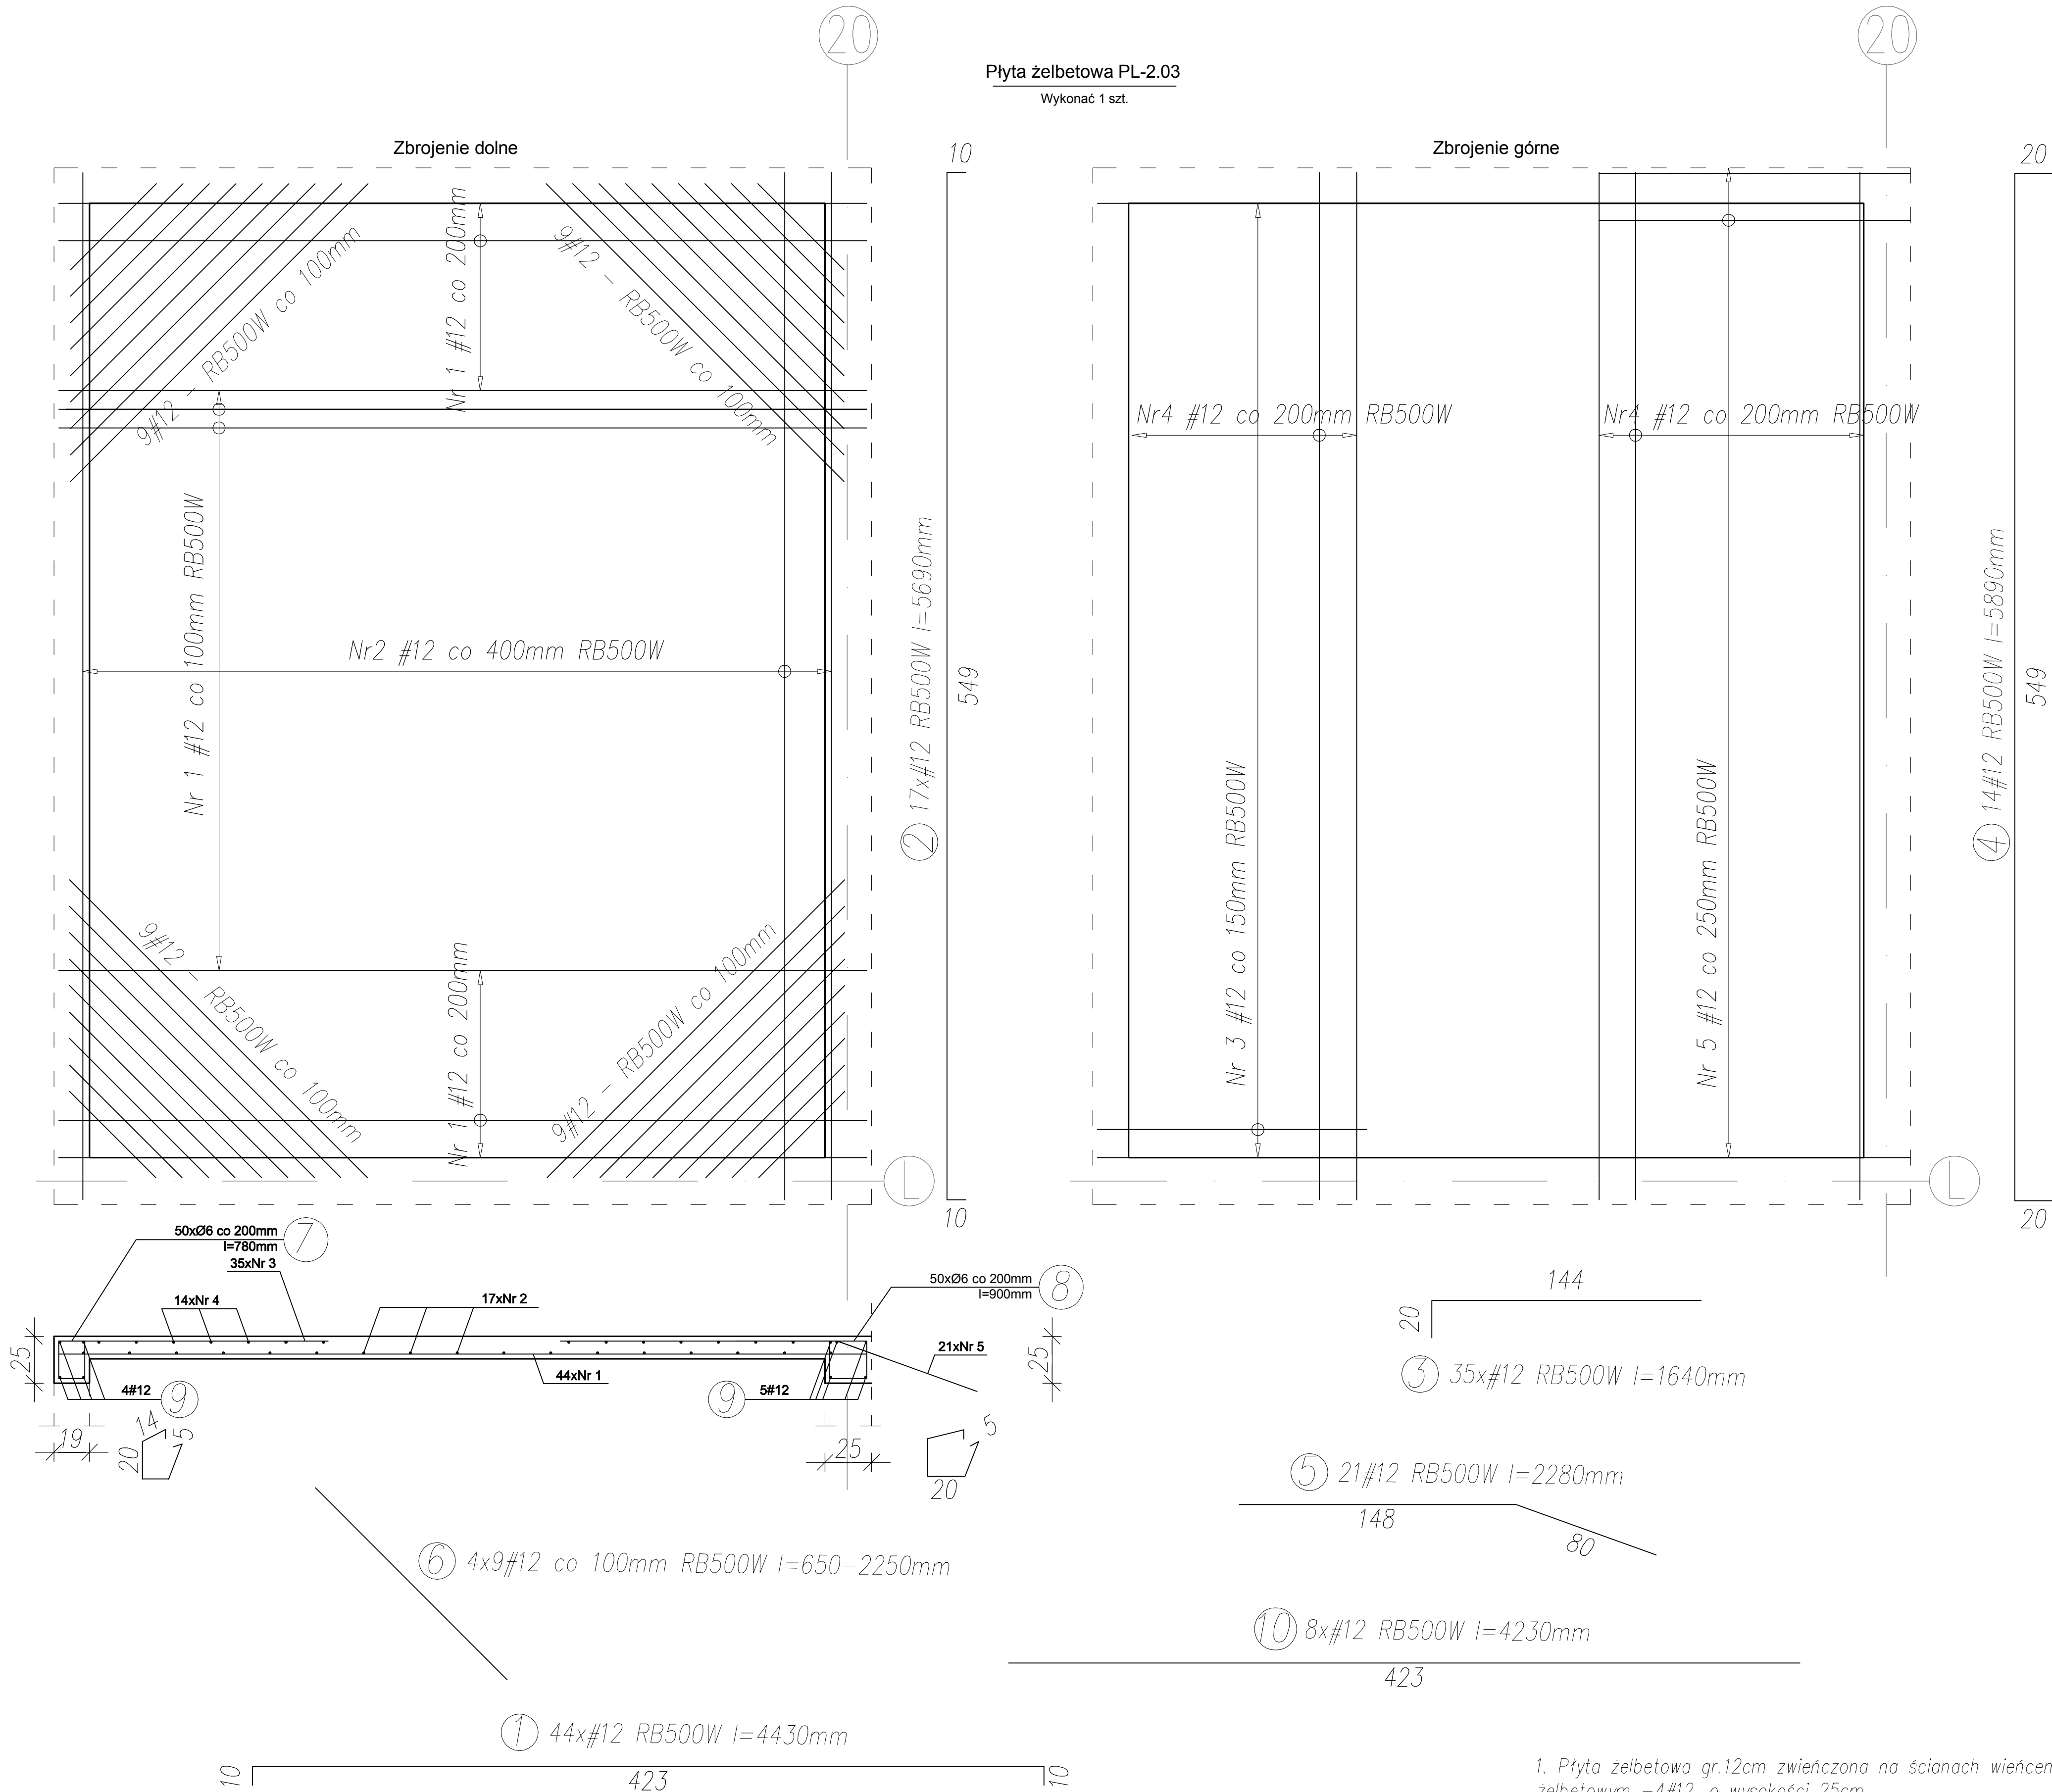 20
20
Płyta żelbetowa PL-2.03
Wykonać 1 szt.
Zbrojenie dolne
Zbrojenie górne
10
20
9#12 - RB500W co 100mm
Nr 1 #12 co 200mm
9#12 - RB500W co 100mm
Nr 1 #12 co 100mm RB500W
Nr2 #12 co 400mm RB500W
9#12 - RB500W co 100mm
Nr 1 #12 co 200mm
9#12 - RB500W co 100mm
2 17x#12 RB500W l=5690mm
549
10
L
Nr4 #12 co 200mm RB500W
Nr4 #12 co 200mm RB500W
Nr 3 #12 co 150mm RB500W
Nr 5 #12 co 250mm RB500W
4 14#12 RB500W l=5890mm
549
20
L
50xØ6 co 200mm
l=780mm
7
35xNr 3
14xNr 4
17xNr 2
50xØ6 co 200mm
l=900mm
8
21xNr 5
44xNr 1
25
25
4#12
9
9
5#12
19
25
14
5
20
5
20
144
20
3 35x#12 RB500W l=1640mm
5 21#12 RB500W l=2280mm
148
80
6 4x9#12 co 100mm RB500W l=650-2250mm
10 8x#12 RB500W l=4230mm
423
1 44x#12 RB500W l=4430mm
10
423
10
1. Płyta żelbetowa gr.12cm zwieńczona na ścianach
żelbetowym -4#12, o wysokości 25cm